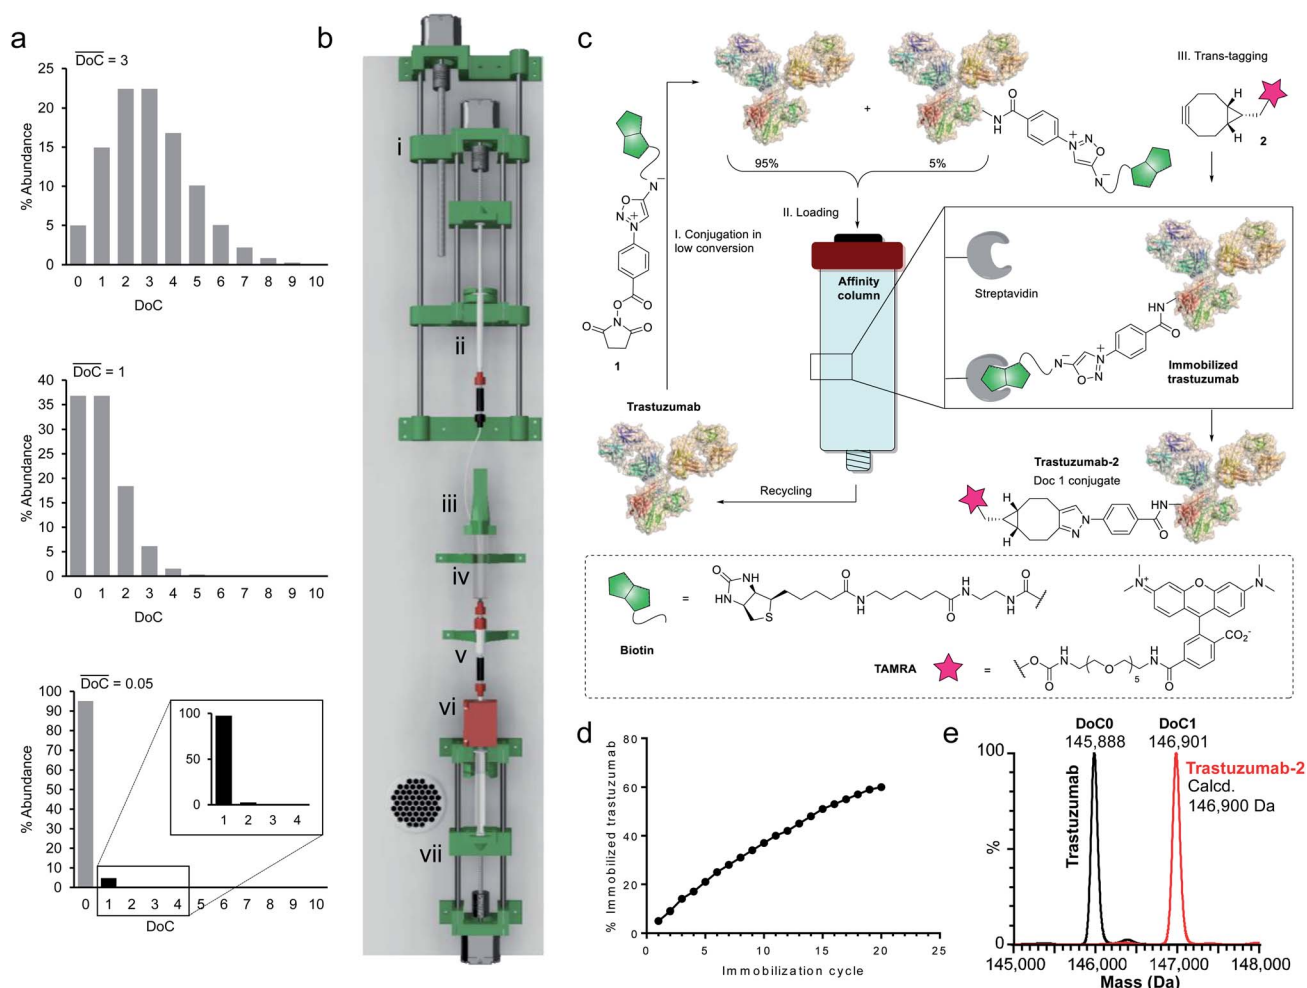 a
DoC = 3
% Abundance
25
20
15
10
5
0
0 1 2 3 4 5 6 7 8 9 10
DoC
DoC = 1
% Abundance
40
35
30
25
20
15
10
5
0
0 1 2 3 4 5 6 7 8 9 10
DoC
DoC = 0.05
% Abundance
100
90
80
70
60
50
40
30
20
10
0
0 1 2 3 4 5 6 7 8 9 10
DoC
100
50
0
1 2 3 4
b
i
ii
iii
iv
v
vi
vii
c
I. Conjugation in
low conversion
1
+
95%
5%
II. Loading
III. Trans-tagging
2
Affinity
column
Streptavidin
Immobilized
trastuzumab
Trastuzumab
Recycling
Trastuzumab-2
Doc 1 conjugate
Biotin
=
TAMRA
=
d
% Immobilized trastuzumab
80
60
40
20
0
0 5 10 15 20 25
Immobilization cycle
e
DoC0 DoC1
145,888 146,901
Trastuzumab
Trastuzumab-2
Calcd.
146,900 Da
100
%
0
145,000 146,000 147,000 148,000
Mass (Da)